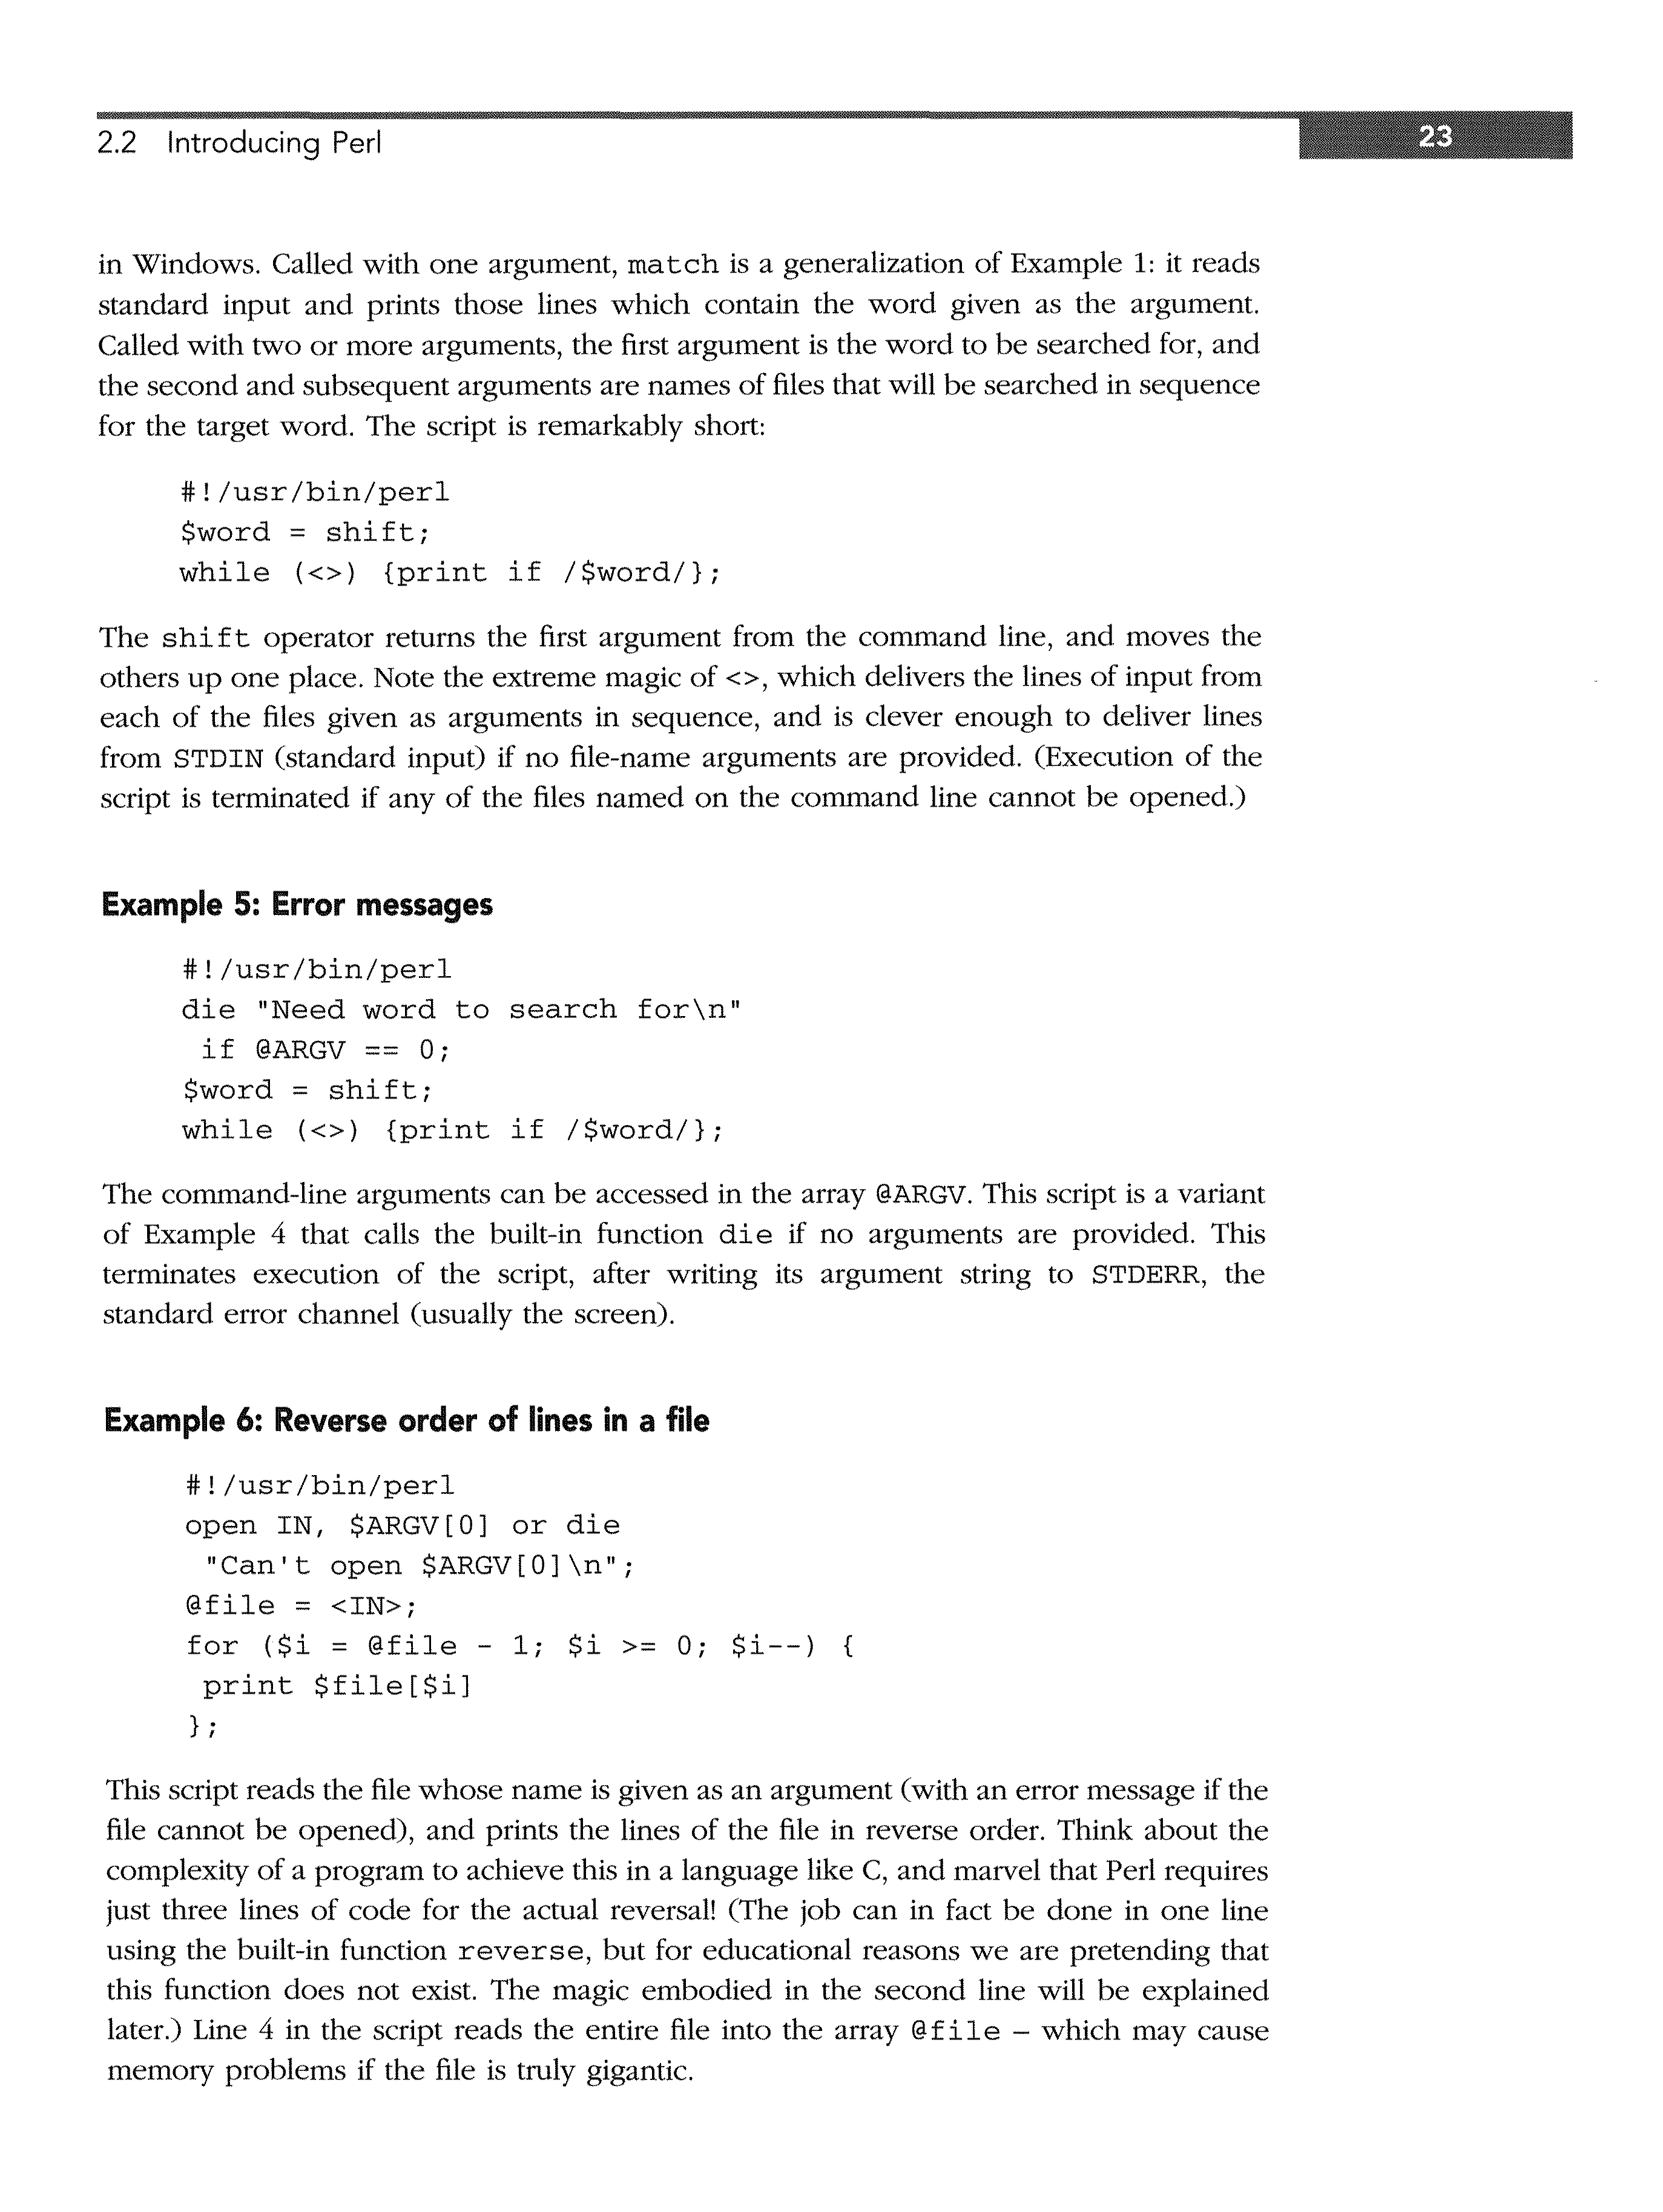 2.2 Introducing Perl
23
in Windows. Called with one argument, match is a generalization of Example 1: it reads
standard input and prints those lines which contain the word given as the argument.
Called with two or more arguments, the first argument is the word to be searched for, and
the second and subsequent arguments are names of files that will be searched in sequence
for the target word. The script is remarkably short:
#!/usr/bin/perl
$word = shift;
while (<>) {print if /$word/};
The shift operator returns the first argument from the command line, and moves the
others up one place. Note the extreme magic of <>, which delivers the lines of input from
each of the files given as arguments in sequence, and is clever enough to deliver lines
from STDIN (standard input) if no file-name arguments are provided. (Execution of the
script is terminated if any of the files named on the command line cannot be opened.)
Example 5: Error messages
#!/usr/bin/perl
die "Need word to search for\n"
 if @ARGV == 0;
$word = shift;
while (<>) {print if /$word/};
The command-line arguments can be accessed in the array @ARGV. This script is a variant
of Example 4 that calls the built-in function die if no arguments are provided. This
terminates execution of the script, after writing its argument string to STDERR, the
standard error channel (usually the screen).
Example 6: Reverse order of lines in a file
#!/usr/bin/perl
open IN, $ARGV[0] or die
 "Can't open $ARGV[0]\n";
@file = <IN>;
for ($i = @file - 1; $i >= 0; $i--) {
 print $file[$i]
};
This script reads the file whose name is given as an argument (with an error message if the
file cannot be opened), and prints the lines of the file in reverse order. Think about the
complexity of a program to achieve this in a language like C, and marvel that Perl requires
just three lines of code for the actual reversal! (The job can in fact be done in one line
using the built-in function reverse, but for educational reasons we are pretending that
this function does not exist. The magic embodied in the second line will be explained
later.) Line 4 in the script reads the entire file into the array @file – which may cause
memory problems if the file is truly gigantic.